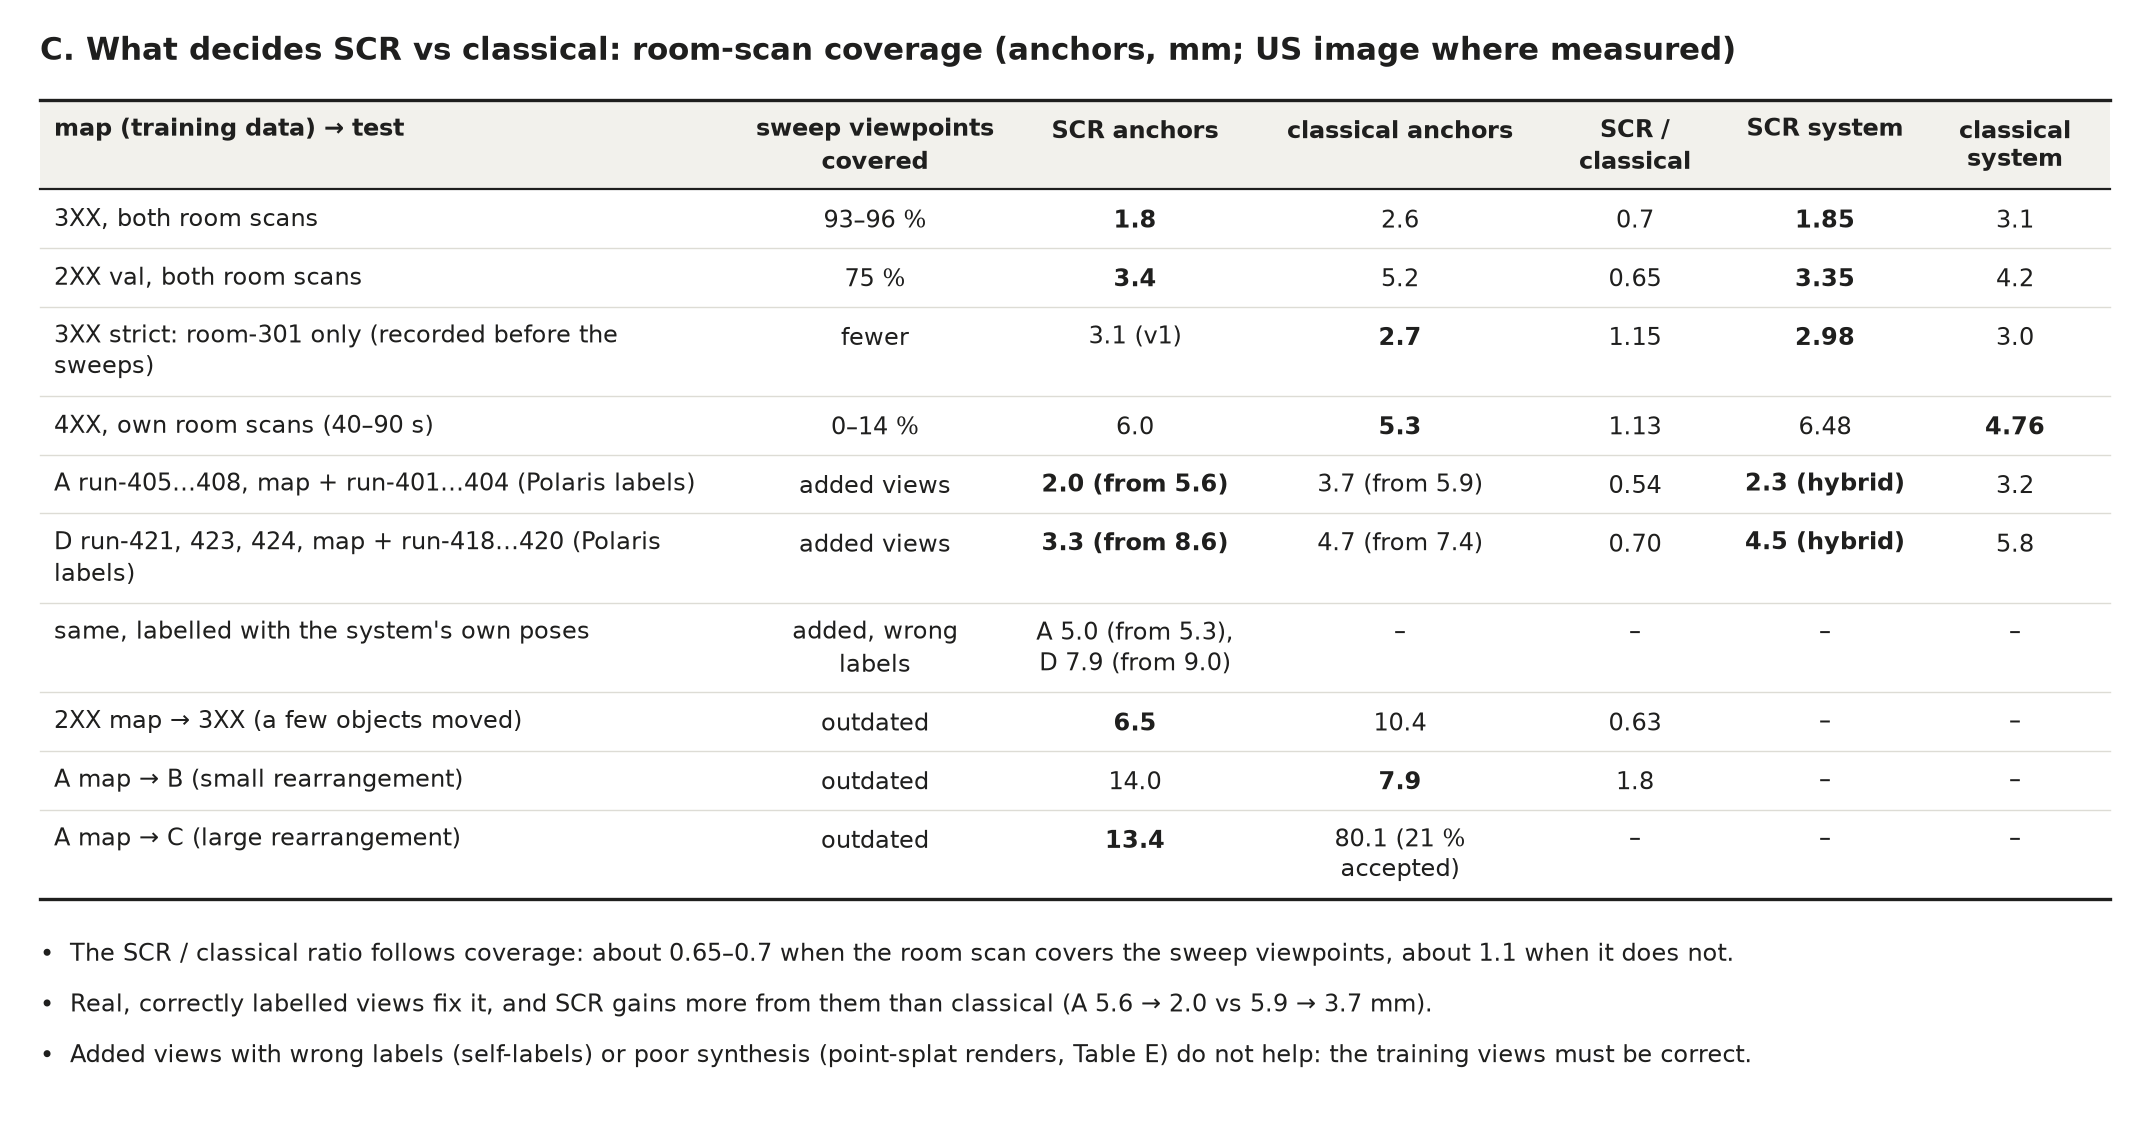 C. What decides SCR vs classical: room-scan coverage (anchors, mm; US image where measured)
map (training data) → test
sweep viewpoints
covered
SCR anchors
classical anchors
SCR /
classical
SCR system
classical
system
3XX, both room scans
93–96 %
1.8
2.6
0.7
1.85
3.1
2XX val, both room scans
75 %
3.4
5.2
0.65
3.35
4.2
3XX strict: room-301 only (recorded before the
sweeps)
fewer
3.1 (v1)
2.7
1.15
2.98
3.0
4XX, own room scans (40–90 s)
0–14 %
6.0
5.3
1.13
6.48
4.76
A run-405…408, map + run-401…404 (Polaris labels)
added views
2.0 (from 5.6)
3.7 (from 5.9)
0.54
2.3 (hybrid)
3.2
D run-421, 423, 424, map + run-418…420 (Polaris
labels)
added views
3.3 (from 8.6)
4.7 (from 7.4)
0.70
4.5 (hybrid)
5.8
same, labelled with the system's own poses
added, wrong
labels
A 5.0 (from 5.3),
D 7.9 (from 9.0)
–
–
–
–
2XX map → 3XX (a few objects moved)
outdated
6.5
10.4
0.63
–
–
A map → B (small rearrangement)
outdated
14.0
7.9
1.8
–
–
A map → C (large rearrangement)
outdated
13.4
80.1 (21 %
accepted)
–
–
–
• The SCR / classical ratio follows coverage: about 0.65–0.7 when the room scan covers the sweep viewpoints, about 1.1 when it does not.
• Real, correctly labelled views fix it, and SCR gains more from them than classical (A 5.6 → 2.0 vs 5.9 → 3.7 mm).
• Added views with wrong labels (self-labels) or poor synthesis (point-splat renders, Table E) do not help: the training views must be correct.